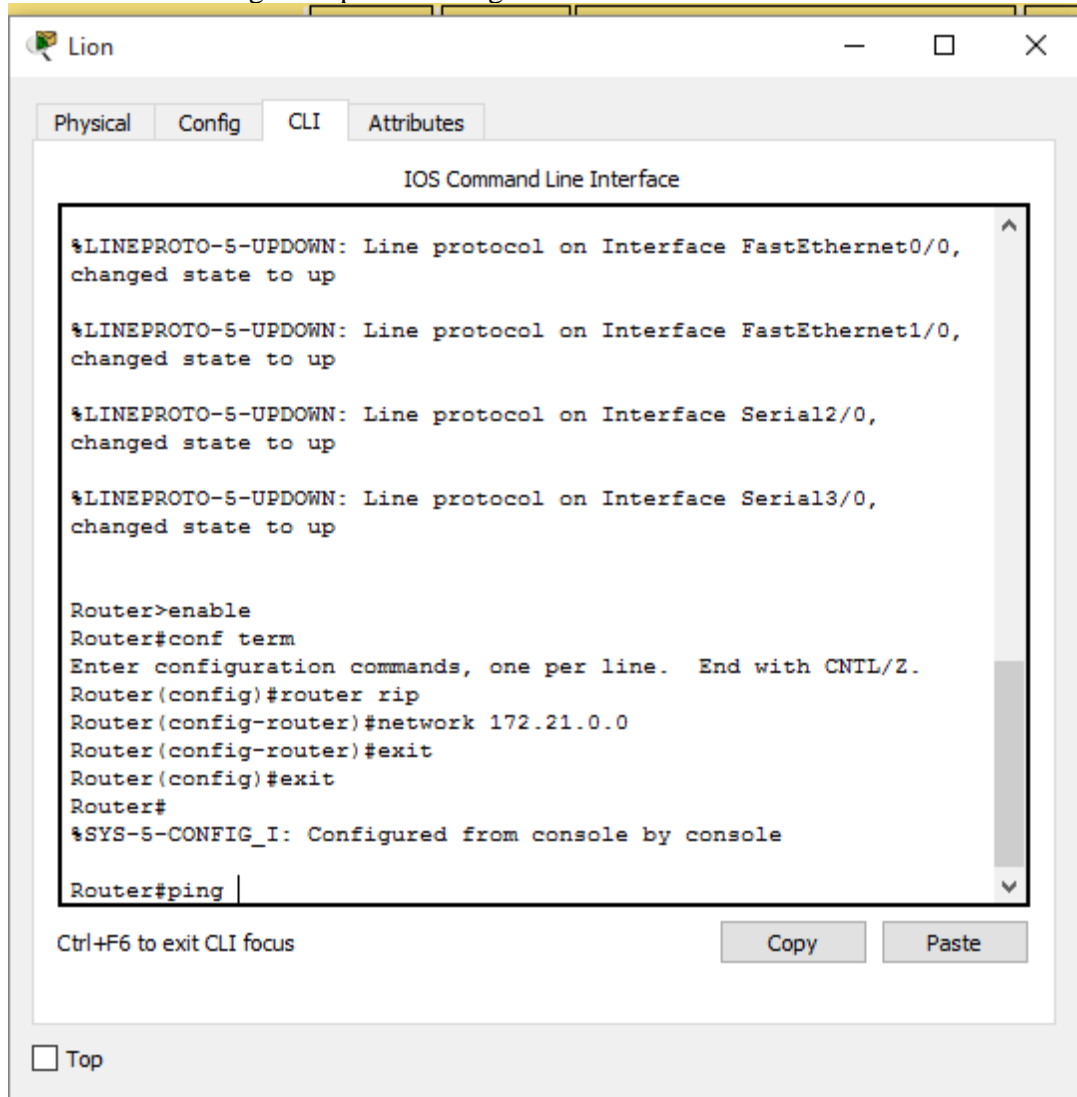 Lion
Physical Config CLI Attributes
IOS Command Line Interface
%LINEPROTO-5-UPDOWN: Line protocol on Interface FastEthernet0/0,
changed state to up
%LINEPROTO-5-UPDOWN: Line protocol on Interface FastEthernet1/0,
changed state to up
%LINEPROTO-5-UPDOWN: Line protocol on Interface Serial2/0,
changed state to up
%LINEPROTO-5-UPDOWN: Line protocol on Interface Serial3/0,
changed state to up
Router>enable
Router#conf term
Enter configuration commands, one per line.  End with CNTL/Z.
Router(config)#router rip
Router(config-router)#network 172.21.0.0
Router(config-router)#exit
Router(config)#exit
Router#
%SYS-5-CONFIG_I: Configured from console by console
Router#ping
Ctrl+F6 to exit CLI focus
Copy Paste
Top